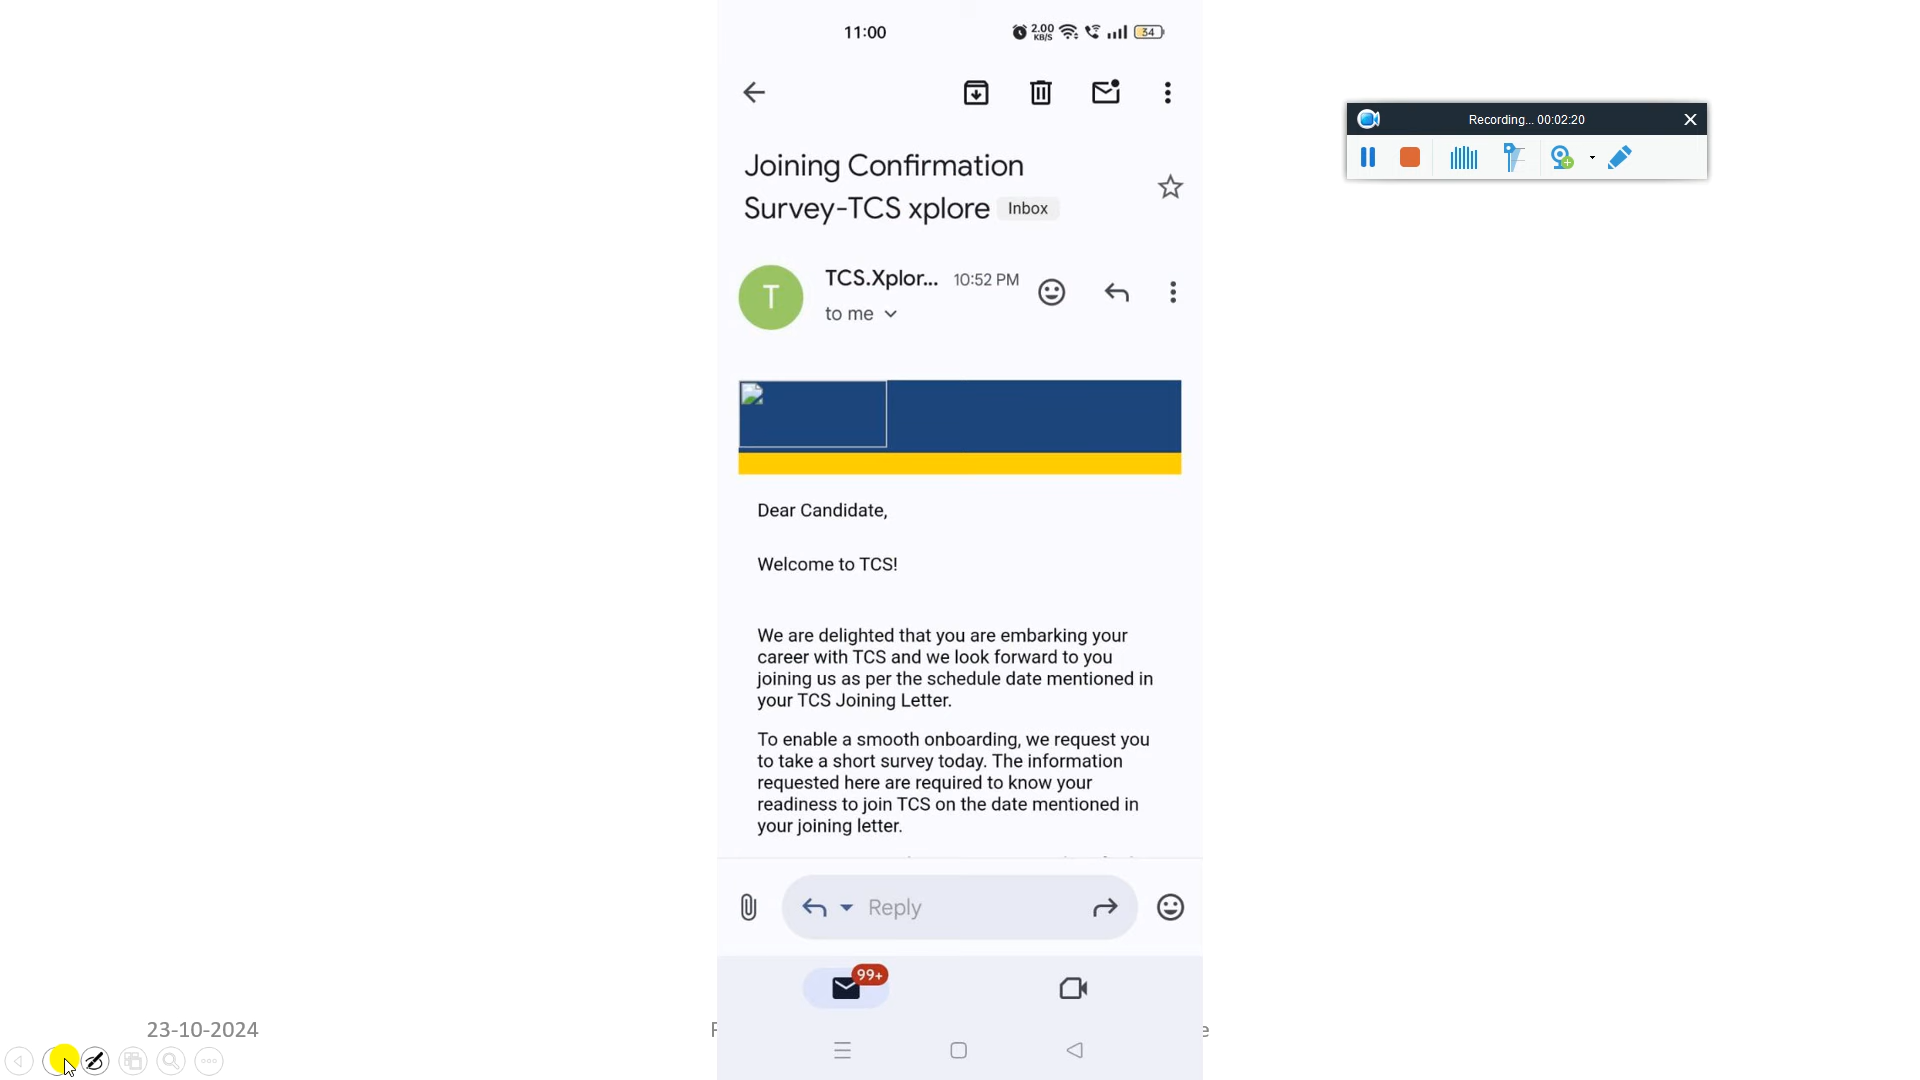 11:00
2.00
KB/S
34
Recording... 00:02:20
Joining Confirmation
Survey-TCS xplore Inbox
T
TCS.Xplor... 10:52 PM
to me
Dear Candidate,
Welcome to TCS!
We are delighted that you are embarking your
career with TCS and we look forward to you
joining us as per the schedule date mentioned in
your TCS Joining Letter.
To enable a smooth onboarding, we request you
to take a short survey today. The information
requested here are required to know your
readiness to join TCS on the date mentioned in
your joining letter.
Reply
99+
23-10-2024